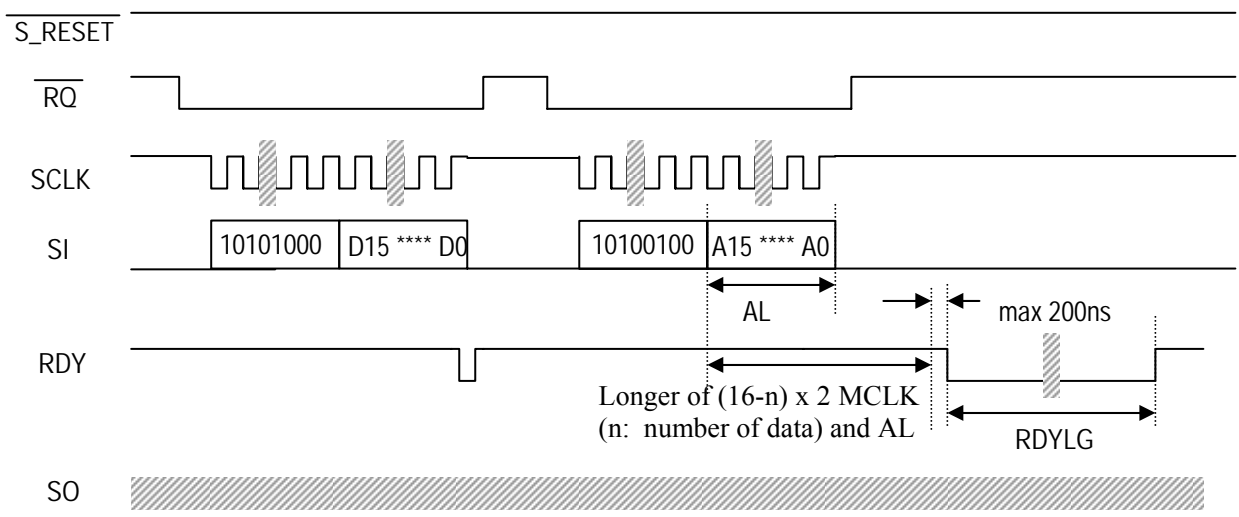 S_RESET
RQ
SCLK
SI
10101000
D15 **** D0
10100100
A15 **** A0
AL
max 200ns
RDY
Longer of (16-n) x 2 MCLK
(n: number of data) and AL
RDYLG
SO